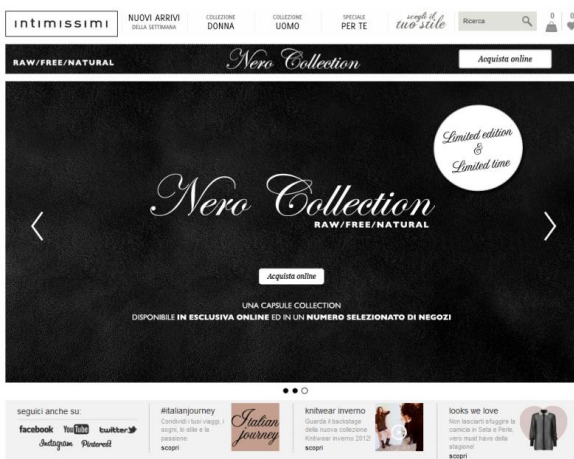 intimissimi
NUOVI ARRIVI
DELLA SETTIMANA
COLLEZIONE
DONNA
COLLEZIONE
UOMO
SPECIALE
PER TE
scegli il
tuo stile
Ricerca
0
0
RAW/FREE/NATURAL
Nero Collection
Acquista online
Limited edition
&
Limited time
Nero Collection
RAW/FREE/NATURAL
Acquista online
UNA CAPSULE COLLECTION
DISPONIBILE IN ESCLUSIVA ONLINE ED IN UN NUMERO SELEZIONATO DI NEGOZI
seguici anche su:
facebook YouTube twitter
Instagram Pinterest
#italianjourney
Condividi i tuoi viaggi, i
sogni, lo stile e la
passione.
scopri
Italian
journey
knitwear inverno
Guarda il backstage
della nuova collezione
Knitwear inverno 2012!
scopri
looks we love
Non lasciarti sfuggire la
camicia in Seta e Perle,
vero must have della
stagione!
scopri